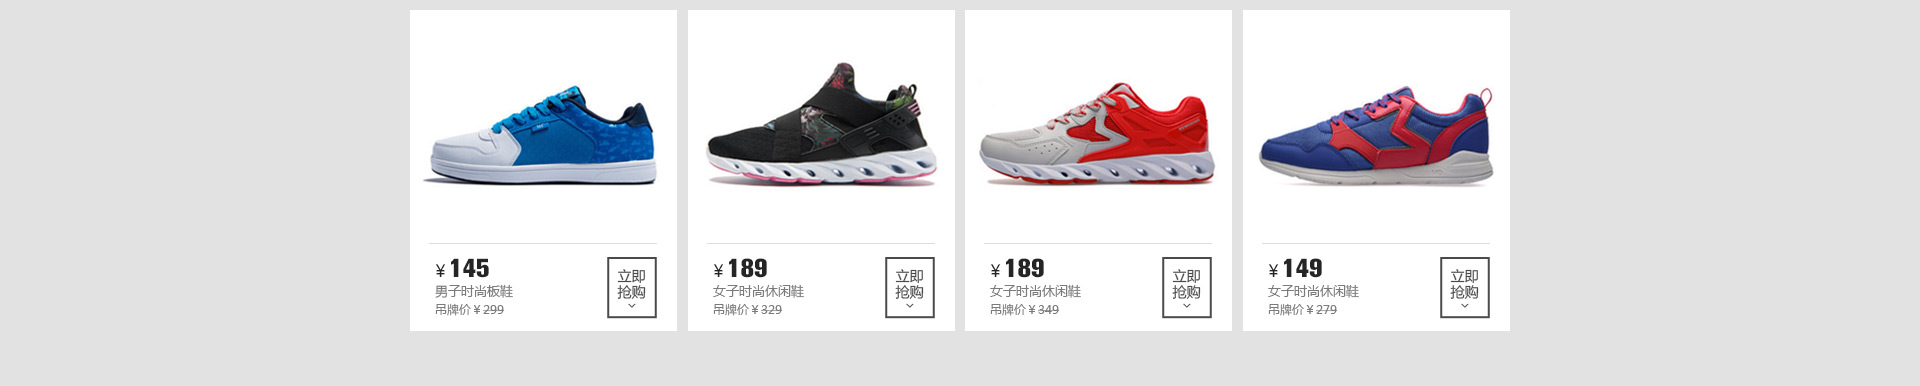 ¥ 145
男子时尚板鞋
吊牌价 ¥ 299
立即
抢购
¥ 189
女子时尚休闲鞋
吊牌价 ¥ 329
立即
抢购
¥ 189
女子时尚休闲鞋
吊牌价 ¥ 349
立即
抢购
¥ 149
女子时尚休闲鞋
吊牌价 ¥ 279
立即
抢购